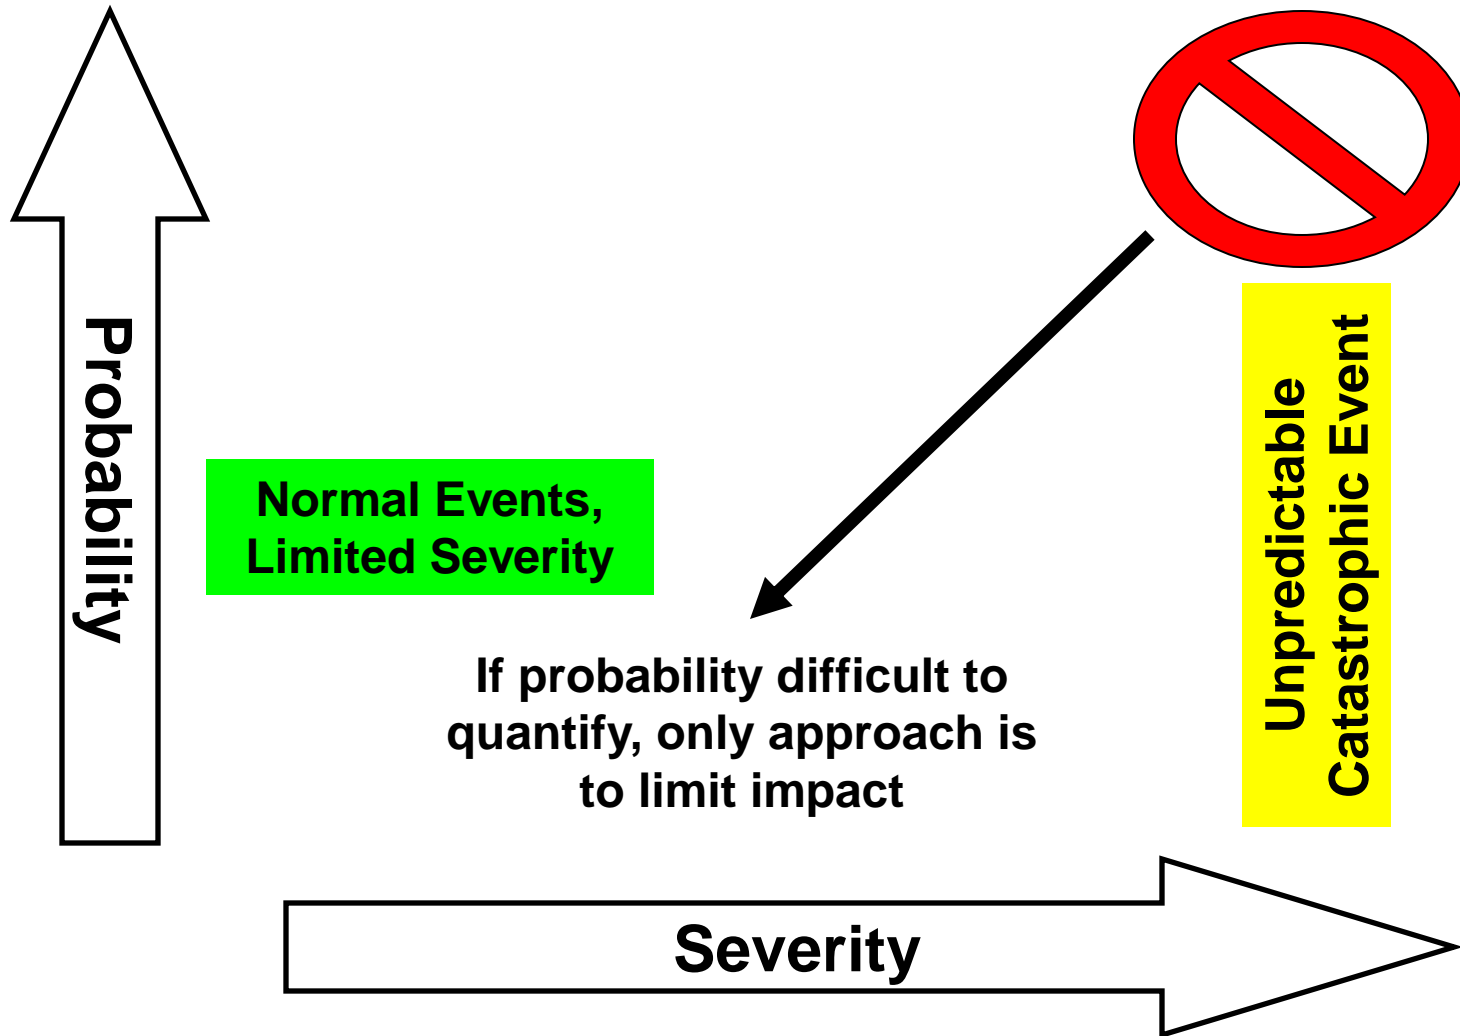 Probability
Normal Events,
Limited Severity
If probability difficult to
quantify, only approach is
to limit impact
Unpredictable
Catastrophic Event
Severity